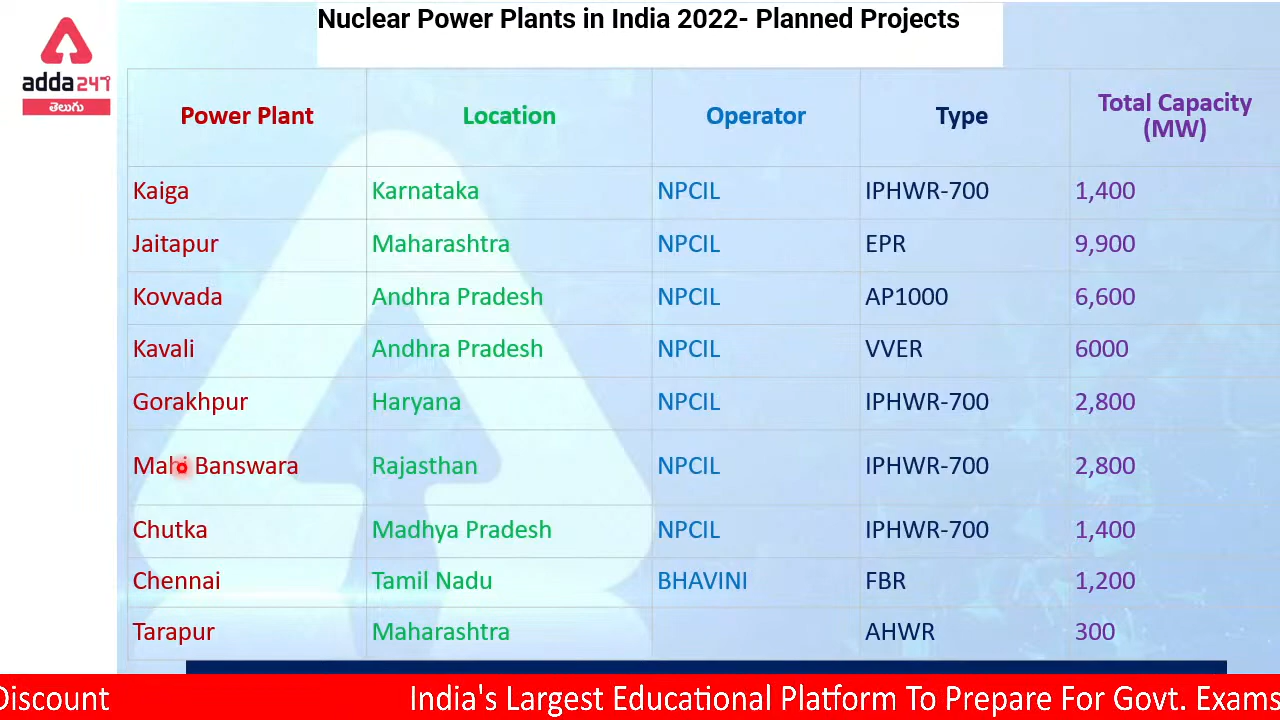 Nuclear Power Plants in India 2022- Planned Projects
adda247
తెలుగు
Power Plant Location Operator Type Total Capacity
(MW)
Kaiga Karnataka NPCIL IPHWR-700 1,400
Jaitapur Maharashtra NPCIL EPR 9,900
Kovvada Andhra Pradesh NPCIL AP1000 6,600
Kavali Andhra Pradesh NPCIL VVER 6000
Gorakhpur Haryana NPCIL IPHWR-700 2,800
Mahi Banswara Rajasthan NPCIL IPHWR-700 2,800
Chutka Madhya Pradesh NPCIL IPHWR-700 1,400
Chennai Tamil Nadu BHAVINI FBR 1,200
Tarapur Maharashtra AHWR 300
Discount India's Largest Educational Platform To Prepare For Govt. Exams